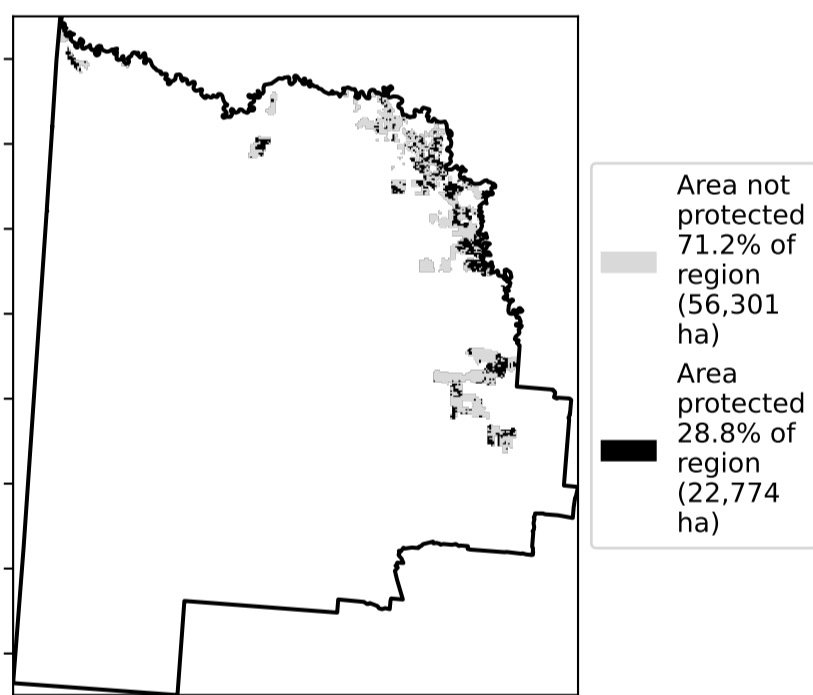 Area not
protected
71.2% of
region
(56,301
ha)
Area
protected
28.8% of
region
(22,774
ha)